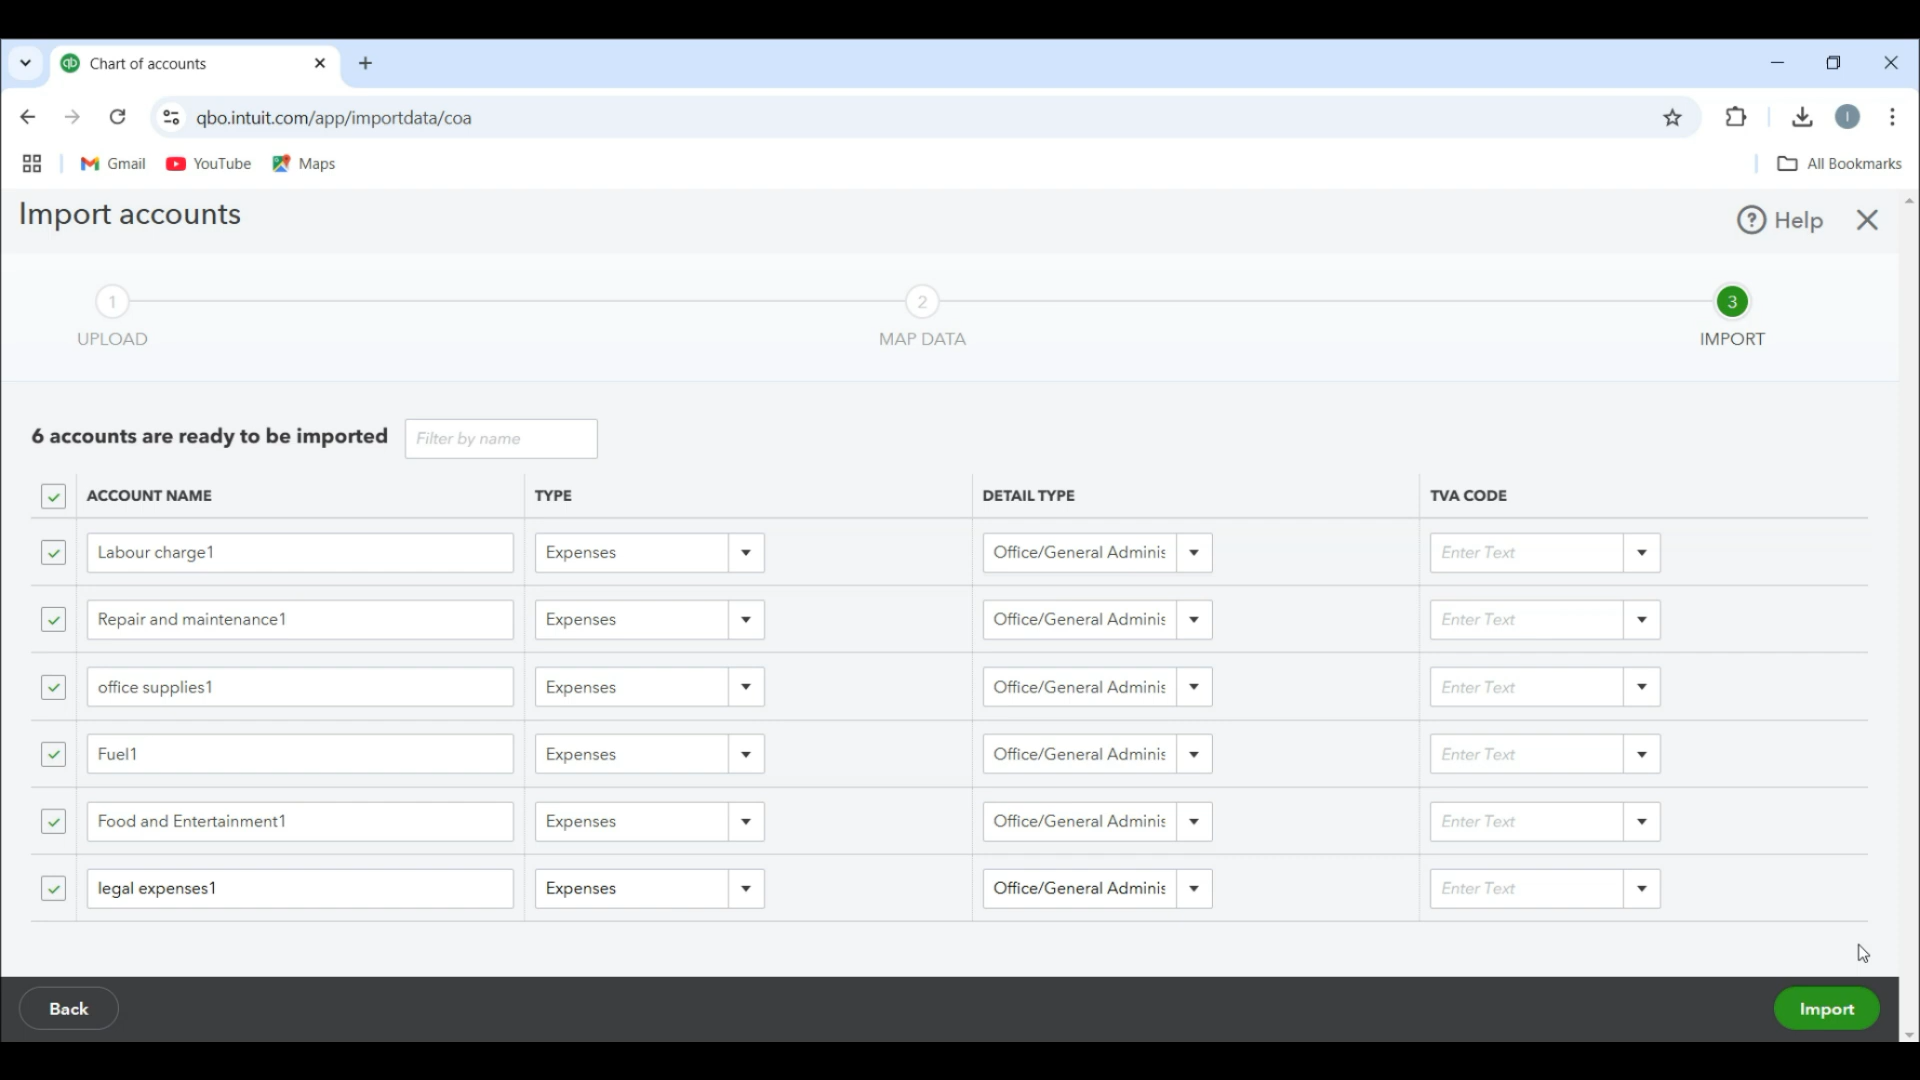 Chart of accounts
qbo.intuit.com/app/importdata/coa
Gmail YouTube Maps All Bookmarks
Import accounts
Help
1 2 3
UPLOAD MAP DATA IMPORT
6 accounts are ready to be imported Filter by name
ACCOUNT NAME TYPE DETAIL TYPE TVA CODE
Labour charge1 Expenses Office/General Adminis Enter Text
Repair and maintenance1 Expenses Office/General Adminis Enter Text
office supplies1 Expenses Office/General Adminis Enter Text
Fuel1 Expenses Office/General Adminis Enter Text
Food and Entertainment1 Expenses Office/General Adminis Enter Text
legal expenses1 Expenses Office/General Adminis Enter Text
Back Import